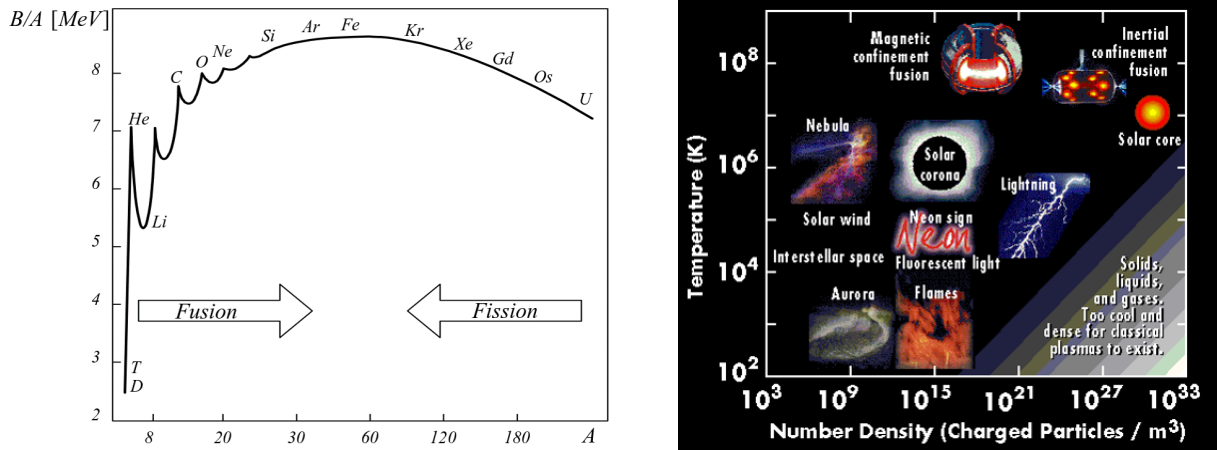 B/A [MeV]
8
7
6
5
4
3
2
8
20
30
60
120
180
A
He
Li
C
O
Ne
Si
Ar
Fe
Kr
Xe
Gd
Os
U
T
D
Fusion
Fission
Temperature (K)
10⁸
10⁶
10⁴
10²
10³
10⁹
10¹⁵
10²¹
10²⁷
10³³
Number Density (Charged Particles / m³)
Magnetic
confinement
fusion
Inertial
confinement
fusion
Solar core
Nebula
Solar
corona
Lightning
Solar wind
Neon sign
Neon
Interstellar space
Fluorescent light
Aurora
Flames
Solids,
liquids,
and gases.
Too cool and
dense for classical
plasmas to exist.